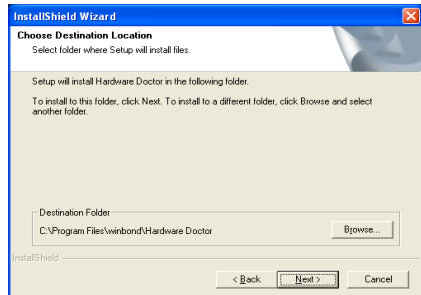 InstallShield Wizard
Choose Destination Location
Select folder where Setup will install files.
Setup will install Hardware Doctor in the following folder.
To install to this folder, click Next. To install to a different folder, click Browse and select
another folder.
Destination Folder
C:\Program Files\winbond\Hardware Doctor
Browse...
InstallShield
< Back
Next >
Cancel